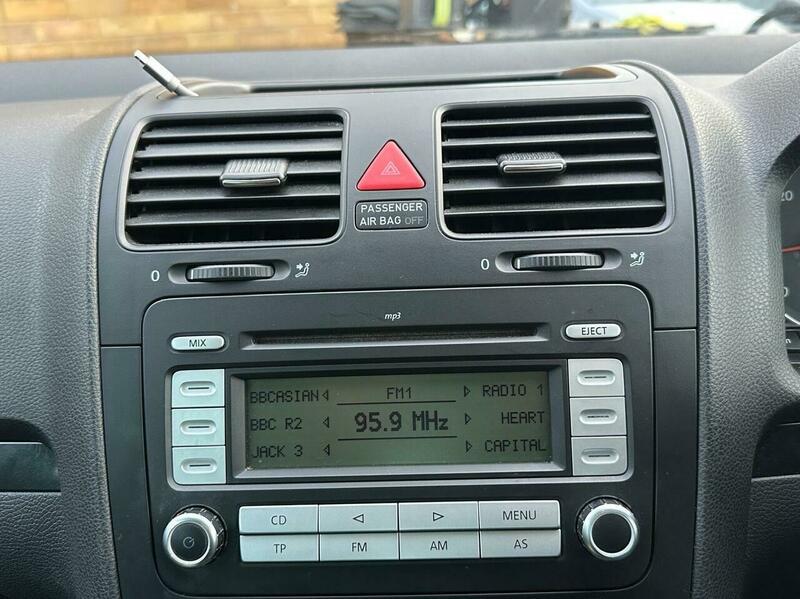 PASSENGER
AIR BAG OFF
0
0
mp3
MIX
EJECT
BBCASIAN FM1 RADIO 1
BBC R2 95.9 MHz HEART
JACK 3 CAPITAL
CD MENU
TP FM AM AS
20